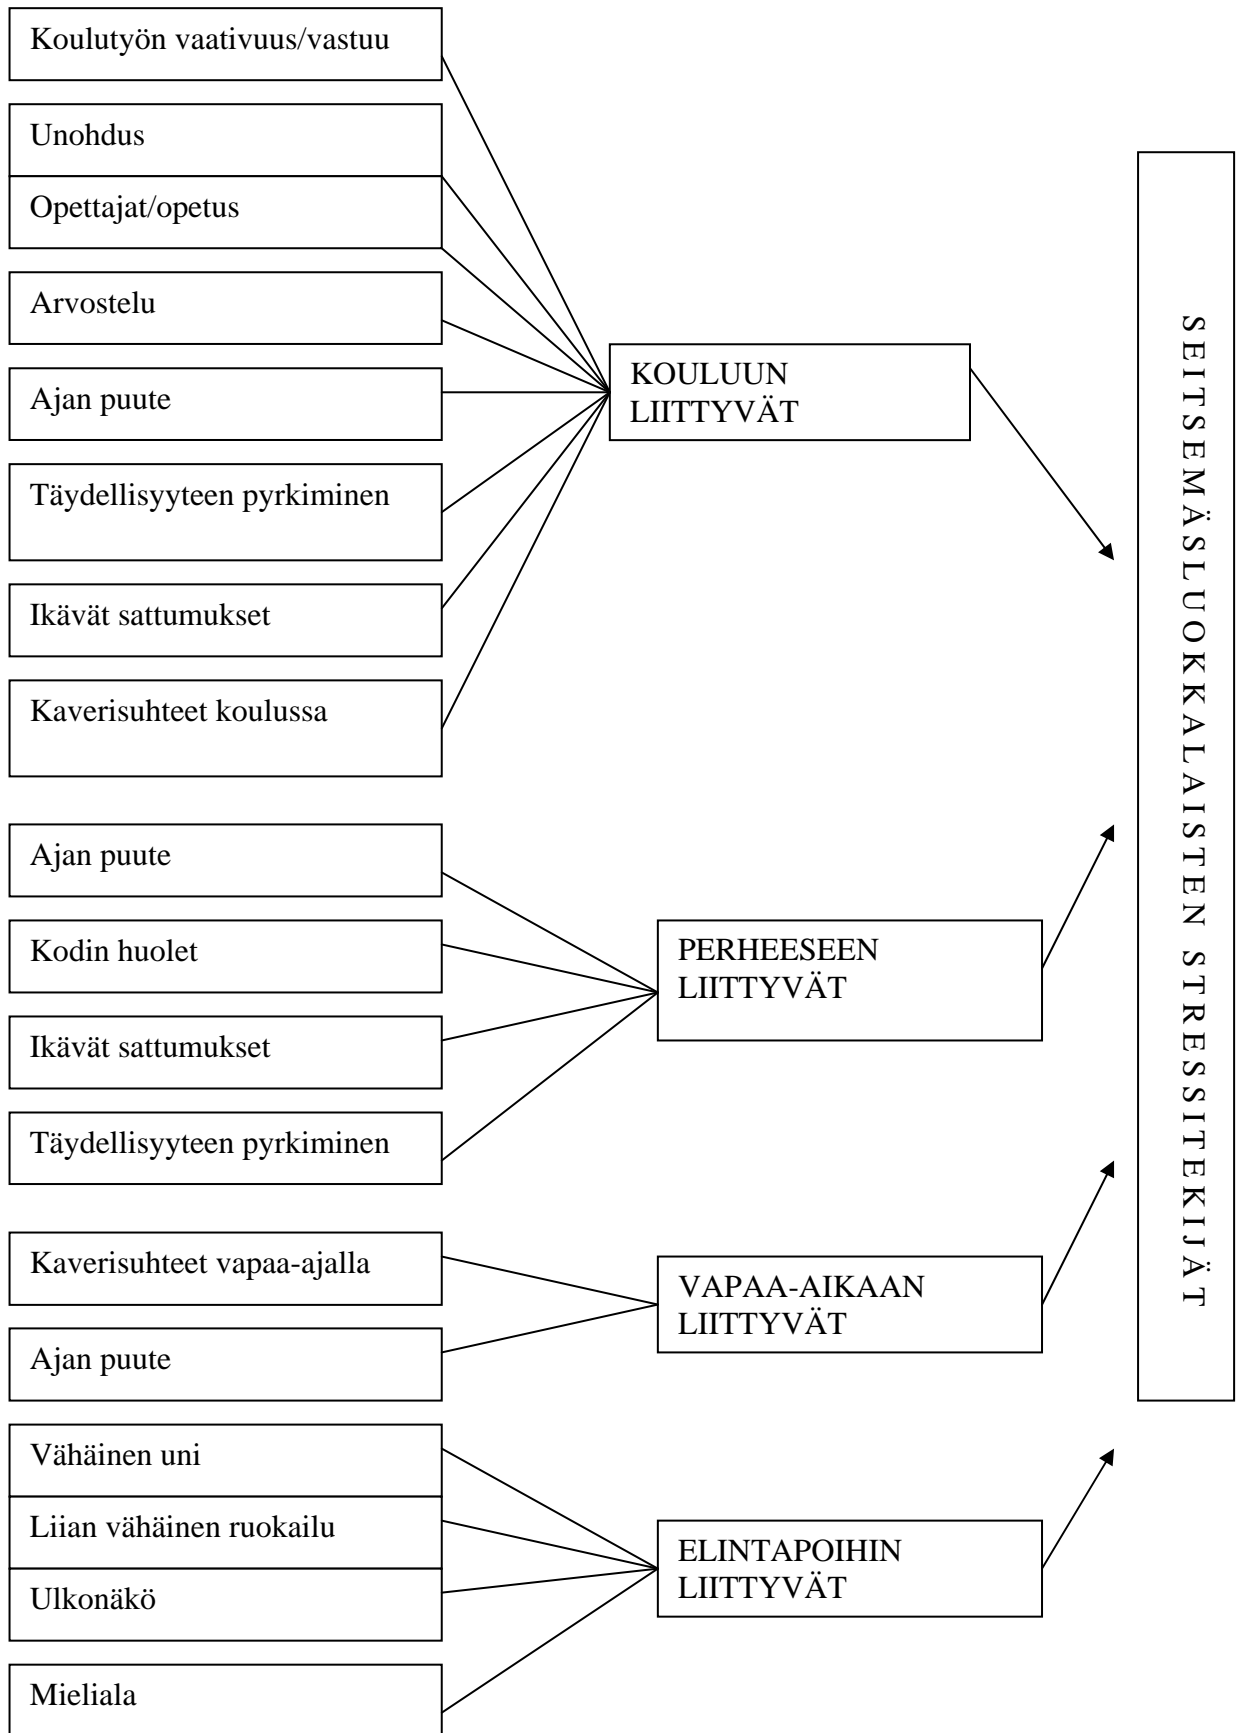 Koulutyön vaativuus/vastuu
Unohdus
Opettajat/opetus
Arvostelu
Ajan puute
Täydellisyyteen pyrkiminen
Ikävät sattumukset
Kaverisuhteet koulussa
KOULUUN
LIITTYVÄT
Ajan puute
Kodin huolet
Ikävät sattumukset
Täydellisyyteen pyrkiminen
PERHEESEEN
LIITTYVÄT
Kaverisuhteet vapaa-ajalla
Ajan puute
VAPAA-AIKAAN
LIITTYVÄT
Vähäinen uni
Liian vähäinen ruokailu
Ulkonäkö
Mieliala
ELINTAPOIHIN
LIITTYVÄT
SEITSEMÄSLUOKKALAISTEN STRESSITEKIJÄT